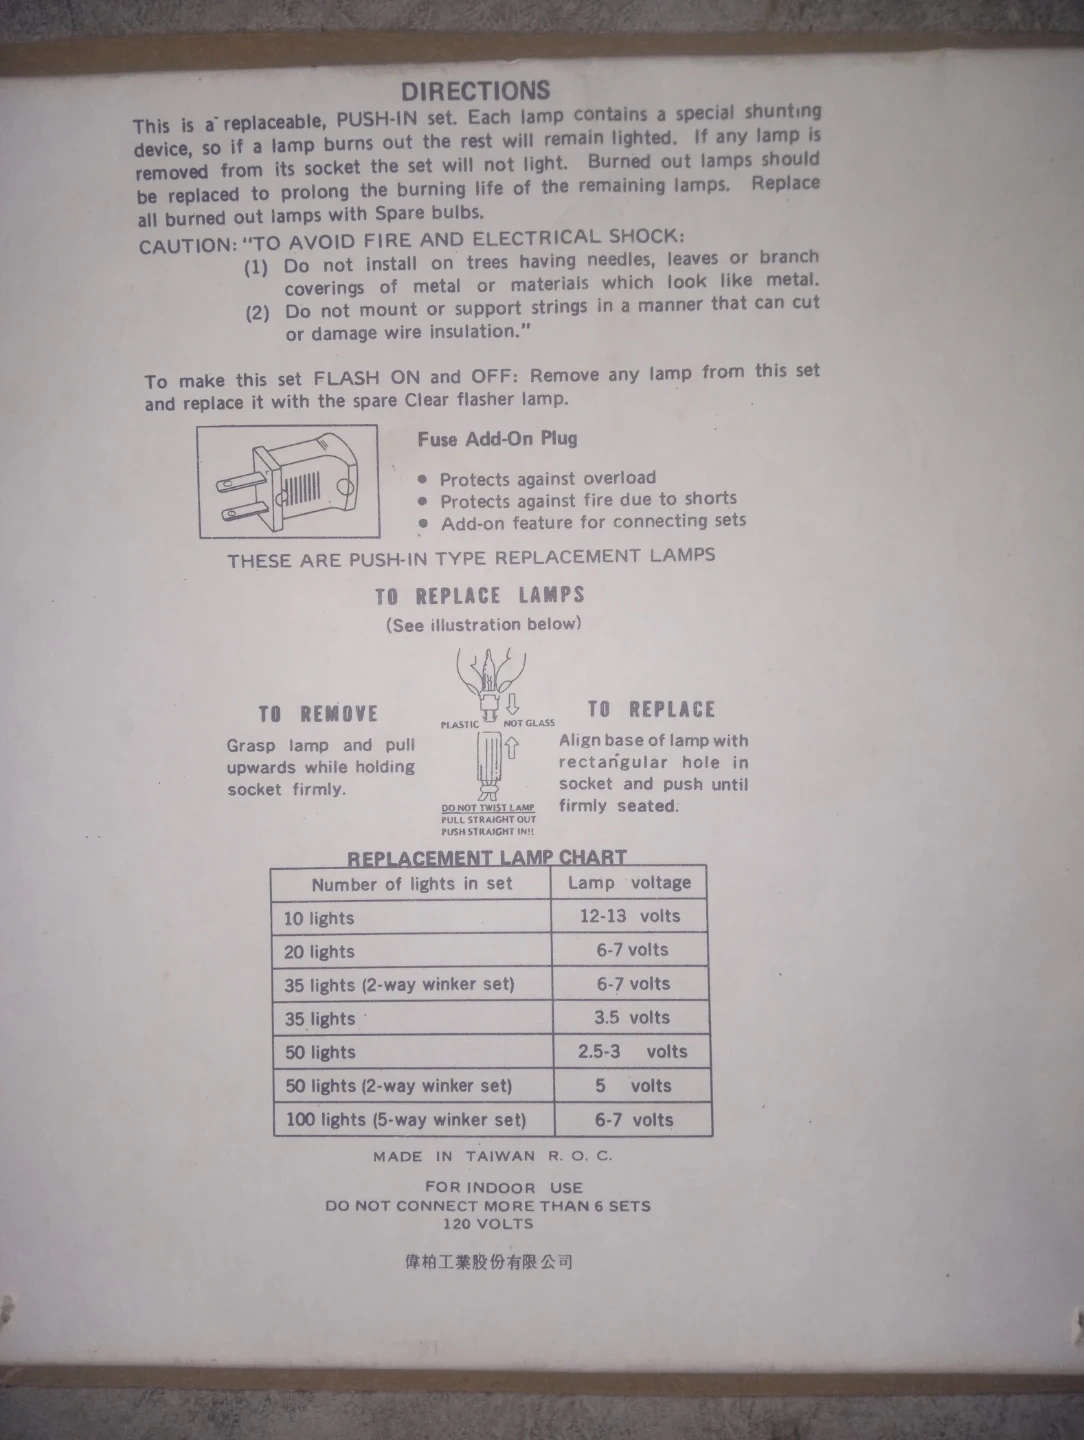 DIRECTIONS
This is a replaceable, PUSH-IN set. Each lamp contains a special shunting
device, so if a lamp burns out the rest will remain lighted. If any lamp is
removed from its socket the set will not light. Burned out lamps should
be replaced to prolong the burning life of the remaining lamps. Replace
all burned out lamps with Spare bulbs.
CAUTION: "TO AVOID FIRE AND ELECTRICAL SHOCK:
(1) Do not install on trees having needles, leaves or branch
coverings of metal or materials which look like metal.
(2) Do not mount or support strings in a manner that can cut
or damage wire insulation."
To make this set FLASH ON and OFF: Remove any lamp from this set
and replace it with the spare Clear flasher lamp.
Fuse Add-On Plug
• Protects against overload
• Protects against fire due to shorts
• Add-on feature for connecting sets
THESE ARE PUSH-IN TYPE REPLACEMENT LAMPS
TO REPLACE LAMPS
(See illustration below)
TO REMOVE
Grasp lamp and pull
upwards while holding
socket firmly.
PLASTIC NOT GLASS
DO NOT TWIST LAMP
PULL STRAIGHT OUT
PUSH STRAIGHT IN!!
TO REPLACE
Align base of lamp with
rectangular hole in
socket and push until
firmly seated.
REPLACEMENT LAMP CHART
Number of lights in set Lamp voltage
10 lights 12-13 volts
20 lights 6-7 volts
35 lights (2-way winker set) 6-7 volts
35 lights 3.5 volts
50 lights 2.5-3 volts
50 lights (2-way winker set) 5 volts
100 lights (5-way winker set) 6-7 volts
MADE IN TAIWAN R. O. C.
FOR INDOOR USE
DO NOT CONNECT MORE THAN 6 SETS
120 VOLTS
偉柏工業股份有限公司